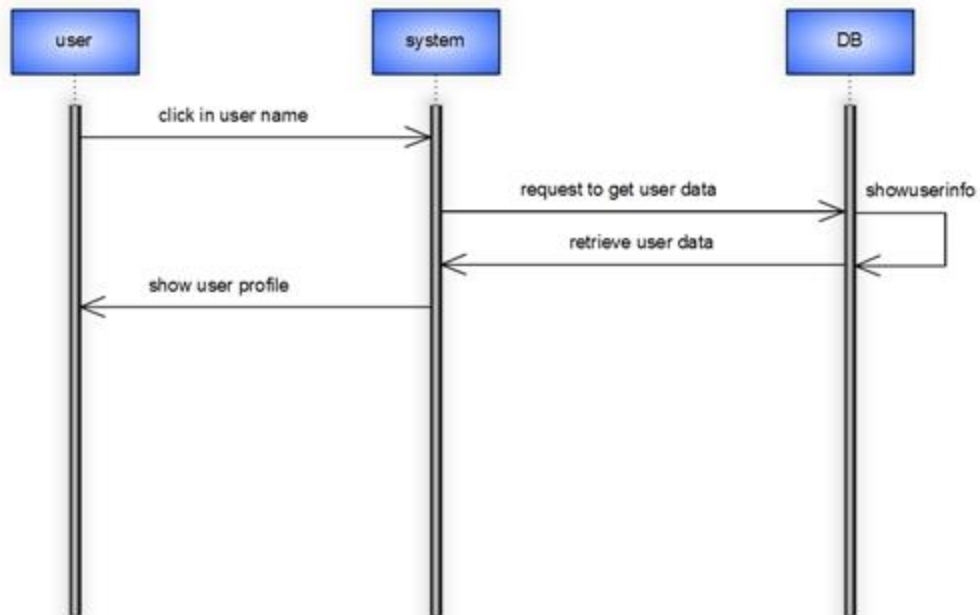 user
system
DB
click in user name
request to get user data
showuserinfo
retrieve user data
show user profile